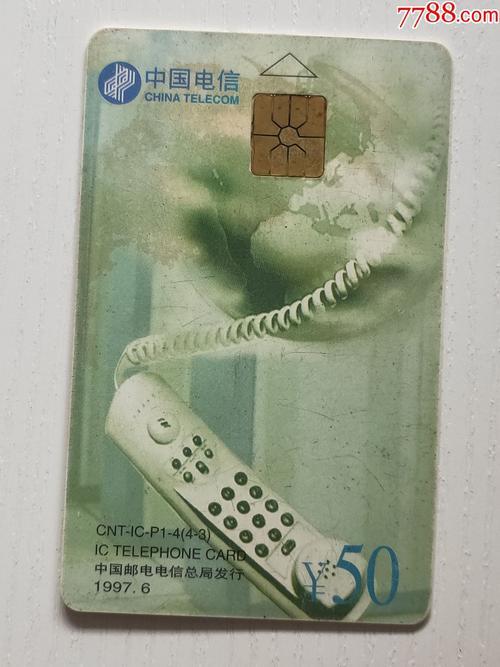 7788.com
中国电信
CHINA TELECOM
CNT-IC-P1-4(4-3)
IC TELEPHONE CARD
中国邮电电信总局发行
1997.6
¥50